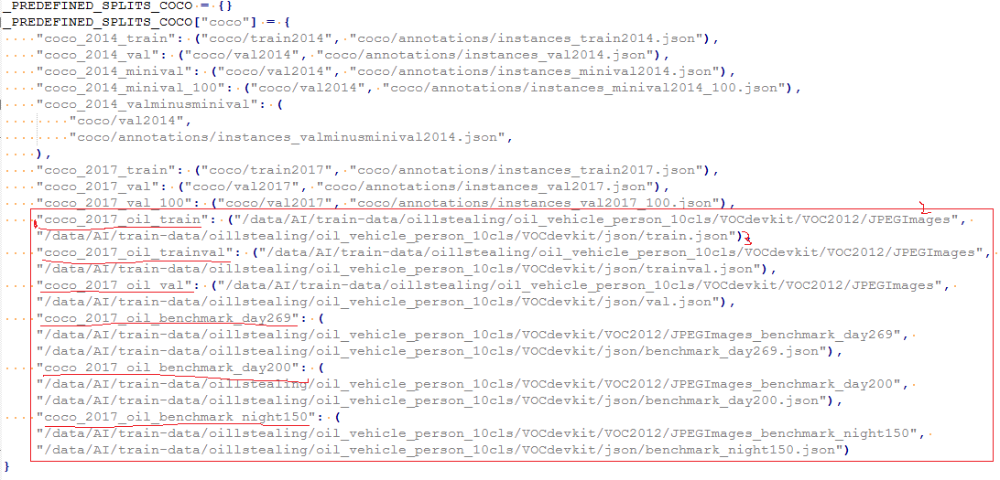 _PREDEFINED_SPLITS_COCO = {}
_PREDEFINED_SPLITS_COCO["coco"] = {
"coco_2014_train": ("coco/train2014", "coco/annotations/instances_train2014.json"),
"coco_2014_val": ("coco/val2014", "coco/annotations/instances_val2014.json"),
"coco_2014_minival": ("coco/val2014", "coco/annotations/instances_minival2014.json"),
"coco_2014_minival_100": ("coco/val2014", "coco/annotations/instances_minival2014_100.json"),
"coco_2014_valminusminival": (
"coco/val2014",
"coco/annotations/instances_valminusminival2014.json",
),
"coco_2017_train": ("coco/train2017", "coco/annotations/instances_train2017.json"),
"coco_2017_val": ("coco/val2017", "coco/annotations/instances_val2017.json"),
"coco_2017_val_100": ("coco/val2017", "coco/annotations/instances_val2017_100.json"),
"coco_2017_oil_train": ("/data/AI/train-data/oillstealing/oil_vehicle_person_10cls/VOCdevkit/VOC2012/JPEGImages",
"/data/AI/train-data/oillstealing/oil_vehicle_person_10cls/VOCdevkit/json/train.json"),
"coco_2017_oil_trainval": ("/data/AI/train-data/oillstealing/oil_vehicle_person_10cls/VOCdevkit/VOC2012/JPEGImages",
"/data/AI/train-data/oillstealing/oil_vehicle_person_10cls/VOCdevkit/json/trainval.json"),
"coco_2017_oil_val": ("/data/AI/train-data/oillstealing/oil_vehicle_person_10cls/VOCdevkit/VOC2012/JPEGImages",
"/data/AI/train-data/oillstealing/oil_vehicle_person_10cls/VOCdevkit/json/val.json"),
"coco_2017_oil_benchmark_day269": (
"/data/AI/train-data/oillstealing/oil_vehicle_person_10cls/VOCdevkit/VOC2012/JPEGImages_benchmark_day269",
"/data/AI/train-data/oillstealing/oil_vehicle_person_10cls/VOCdevkit/json/benchmark_day269.json"),
"coco_2017_oil_benchmark_day200": (
"/data/AI/train-data/oillstealing/oil_vehicle_person_10cls/VOCdevkit/VOC2012/JPEGImages_benchmark_day200",
"/data/AI/train-data/oillstealing/oil_vehicle_person_10cls/VOCdevkit/json/benchmark_day200.json"),
"coco_2017_oil_benchmark_night150": (
"/data/AI/train-data/oillstealing/oil_vehicle_person_10cls/VOCdevkit/VOC2012/JPEGImages_benchmark_night150",
"/data/AI/train-data/oillstealing/oil_vehicle_person_10cls/VOCdevkit/json/benchmark_night150.json")
}